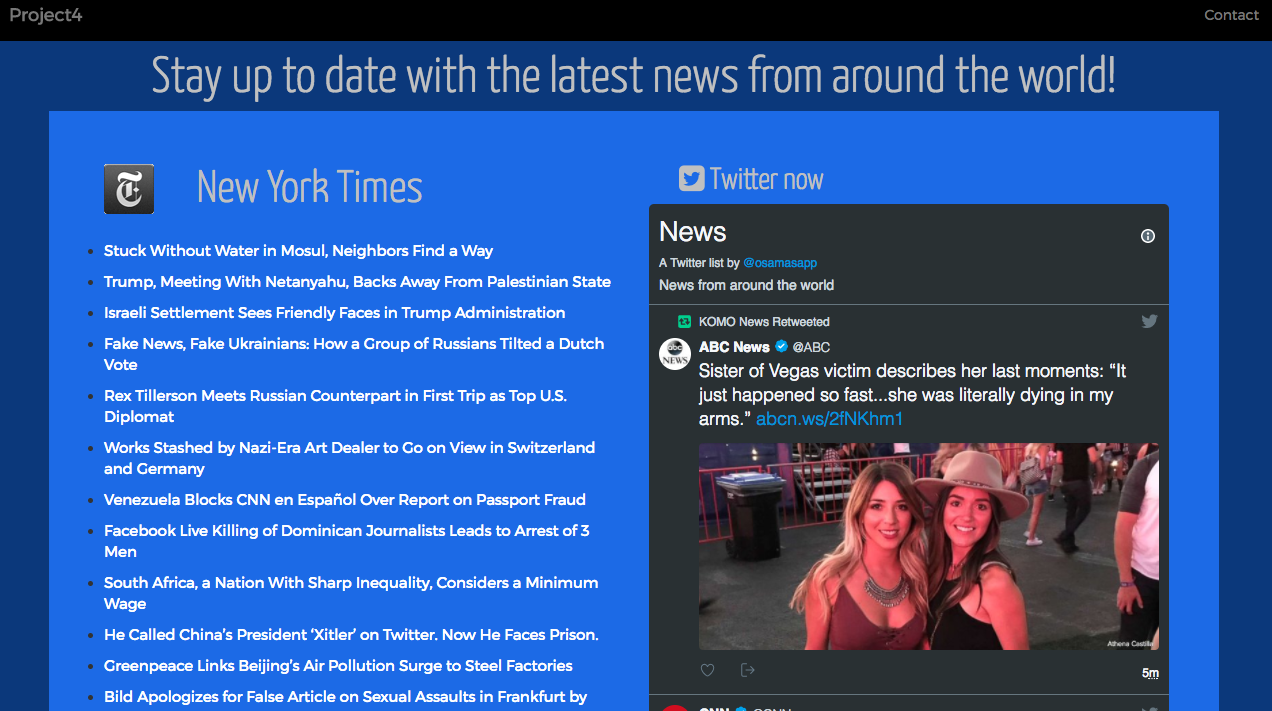 Project4
Contact
Stay up to date with the latest news from around the world!
New York Times
Stuck Without Water in Mosul, Neighbors Find a Way
Trump, Meeting With Netanyahu, Backs Away From Palestinian State
Israeli Settlement Sees Friendly Faces in Trump Administration
Fake News, Fake Ukrainians: How a Group of Russians Tilted a Dutch
Vote
Rex Tillerson Meets Russian Counterpart in First Trip as Top U.S.
Diplomat
Works Stashed by Nazi-Era Art Dealer to Go on View in Switzerland
and Germany
Venezuela Blocks CNN en Español Over Report on Passport Fraud
Facebook Live Killing of Dominican Journalists Leads to Arrest of 3
Men
South Africa, a Nation With Sharp Inequality, Considers a Minimum
Wage
He Called China’s President ‘Xitler’ on Twitter. Now He Faces Prison.
Greenpeace Links Beijing’s Air Pollution Surge to Steel Factories
Bild Apologizes for False Article on Sexual Assaults in Frankfurt by
Twitter now
News
A Twitter list by @osamasapp
News from around the world
KOMO News Retweeted
abc
NEWS
ABC News @ABC
Sister of Vegas victim describes her last moments: “It
just happened so fast...she was literally dying in my
arms.” abcn.ws/2fNKhm1
Athena Castilla
5m
CNN @CNN